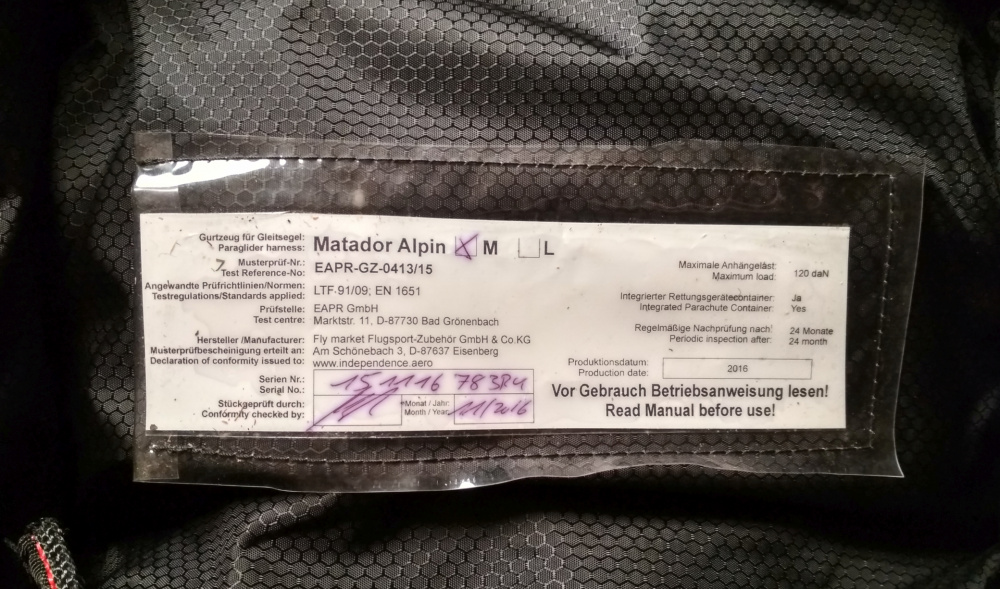 Gurtzeug für Gleitsegel:
Paraglider harness:
Matador Alpin M L
Musterprüf-Nr.:
Test Reference-No:
EAPR-GZ-0413/15
Angewandte Prüfrichtlinien/Normen:
Testregulations/Standards applied:
LTF-91/09; EN 1651
Prüfstelle:
Test centre:
EAPR GmbH
Marktstr. 11, D-87730 Bad Grönenbach
Hersteller /Manufacturer:
Musterprüfbescheinigung erteilt an:
Declaration of conformity issued to:
Fly market Flugsport-Zubehör GmbH & Co.KG
Am Schönebach 3, D-87637 Eisenberg
www.independence.aero
Serien Nr.:
Serial No.:
Stückgeprüft durch:
Conformity checked by:
Monat / Jahr:
Month / Year:
11/2016
Maximale Anhängelast:
Maximum load:
120 daN
Integrierter Rettungsgerätecontainer:
Integrated Parachute Container:
Ja
Yes
Regelmäßige Nachprüfung nach:
Periodic inspection after:
24 Monate
24 month
Produktionsdatum:
Production date:
2016
Vor Gebrauch Betriebsanweisung lesen!
Read Manual before use!